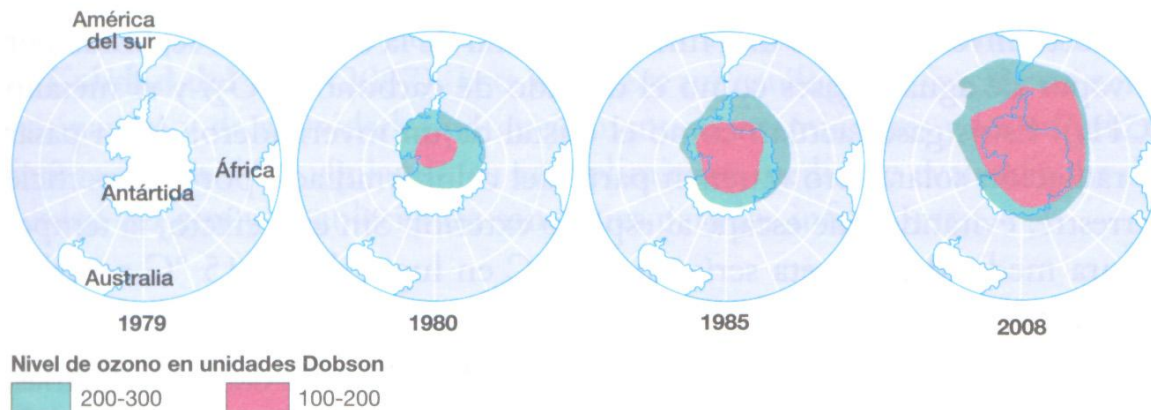 América
del sur
África
Antártida
Australia
1979
1980
1985
2008
Nivel de ozono en unidades Dobson
200-300
100-200